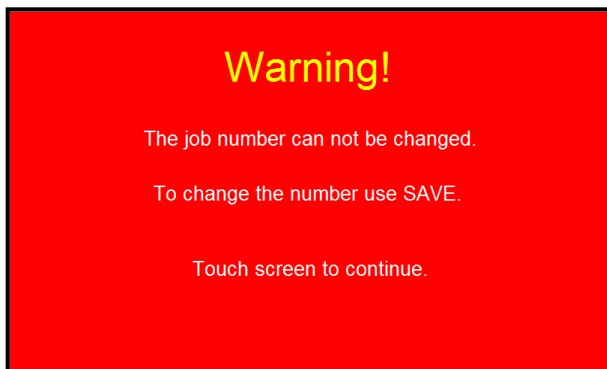 Warning!
The job number can not be changed.
To change the number use SAVE.
Touch screen to continue.